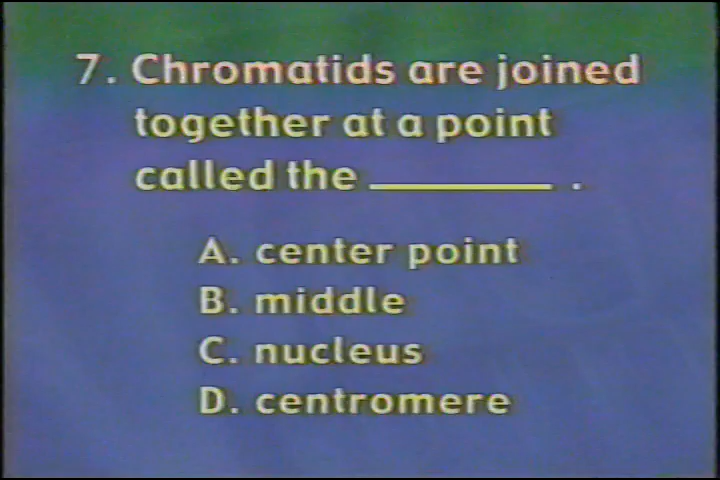 7. Chromatids are joined
together at a point
called the ________ .
A. center point
B. middle
C. nucleus
D. centromere